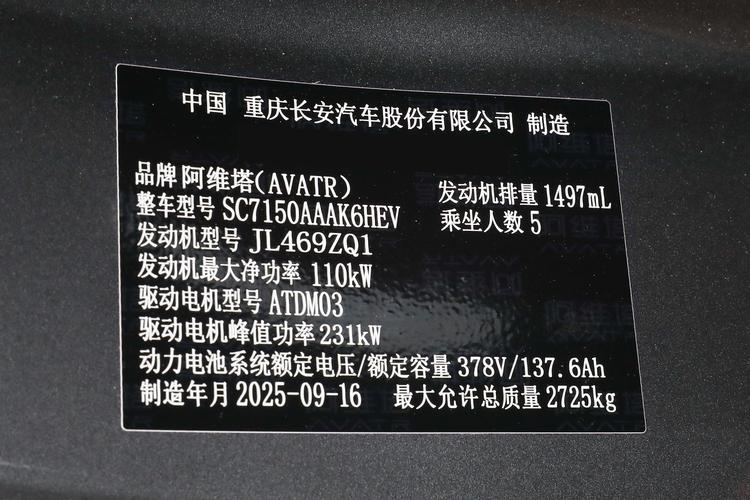 中国 重庆长安汽车股份有限公司 制造
品牌 阿维塔(AVATR)
发动机排量 1497mL
整车型号 SC7150AAAK6HEV
乘坐人数 5
发动机型号 JL469ZQ1
发动机最大净功率 110kW
驱动电机型号 ATDM03
驱动电机峰值功率 231kW
动力电池系统额定电压/额定容量 378V/137.6Ah
制造年月 2025-09-16 最大允许总质量 2725kg